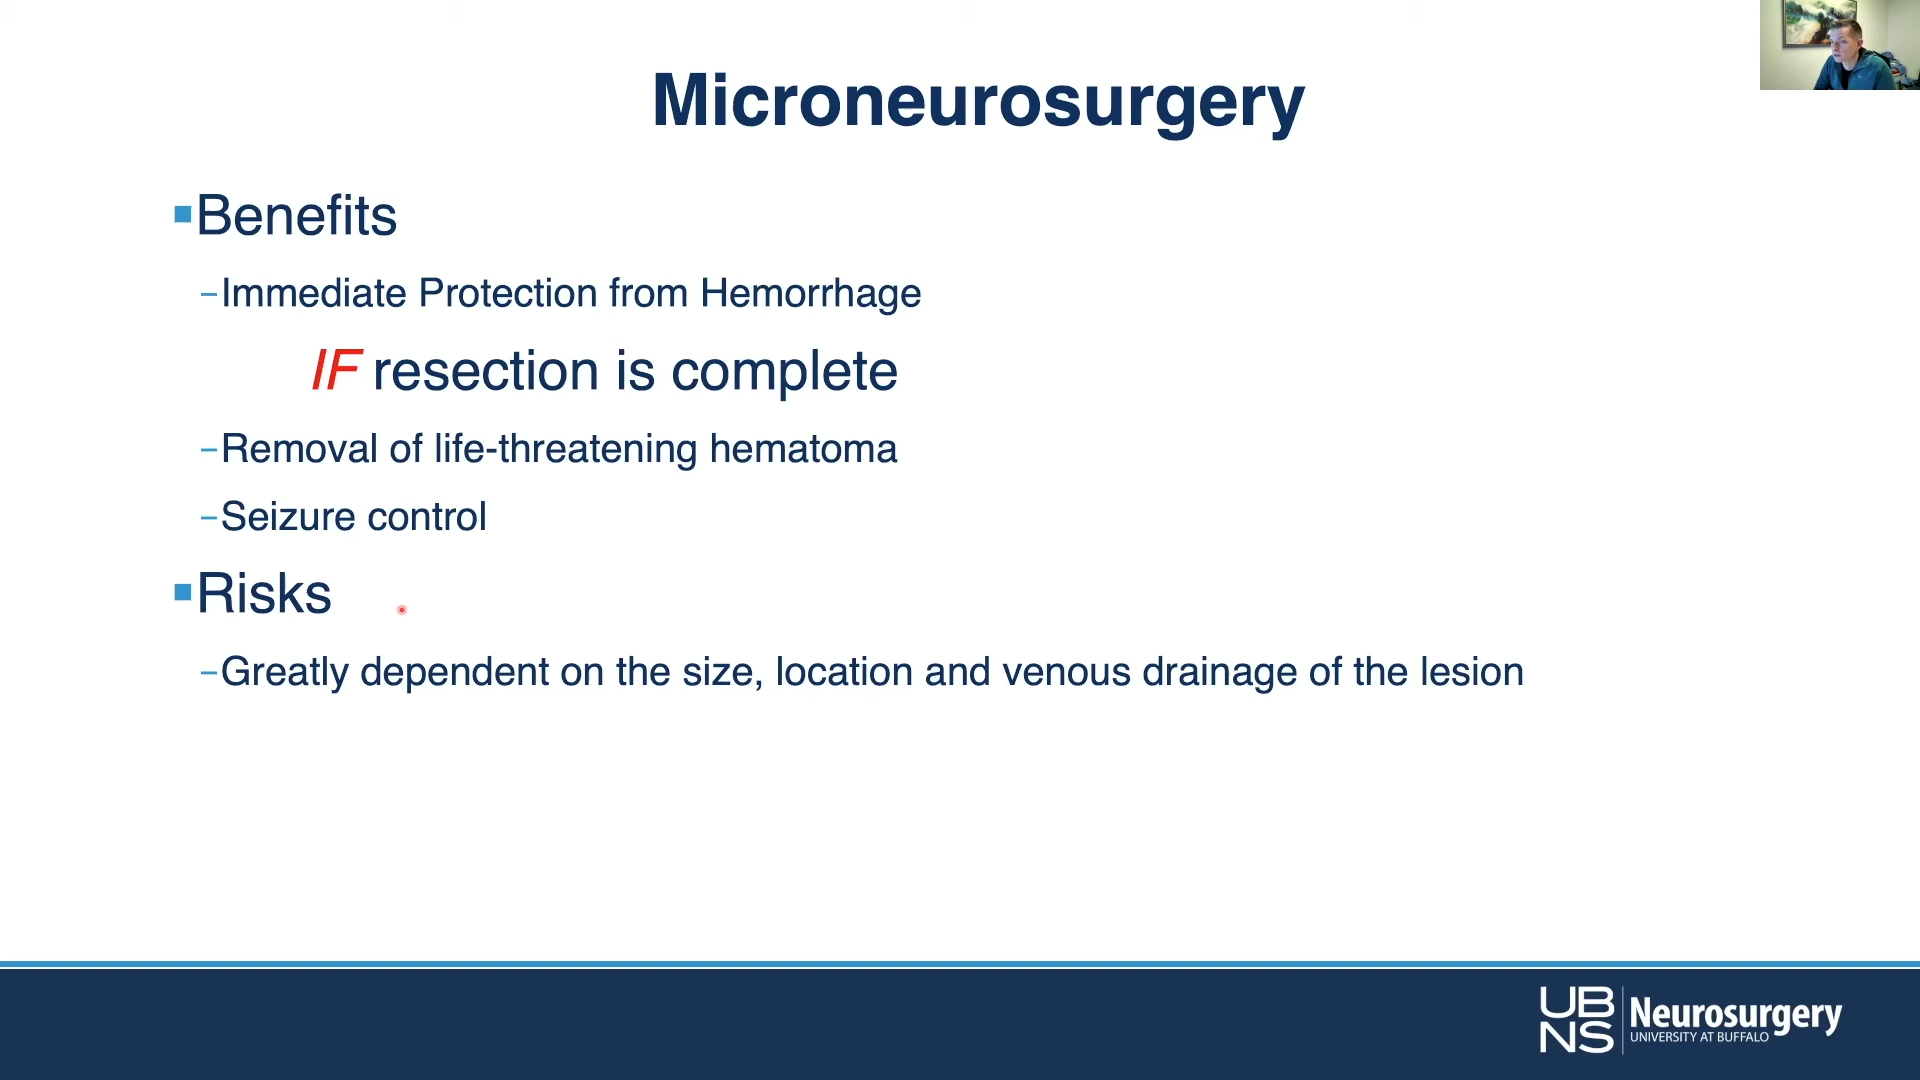 Microneurosurgery
▪Benefits
–Immediate Protection from Hemorrhage
IF resection is complete
–Removal of life-threatening hematoma
–Seizure control
▪Risks
–Greatly dependent on the size, location and venous drainage of the lesion
UB
NS
Neurosurgery
UNIVERSITY AT BUFFALO